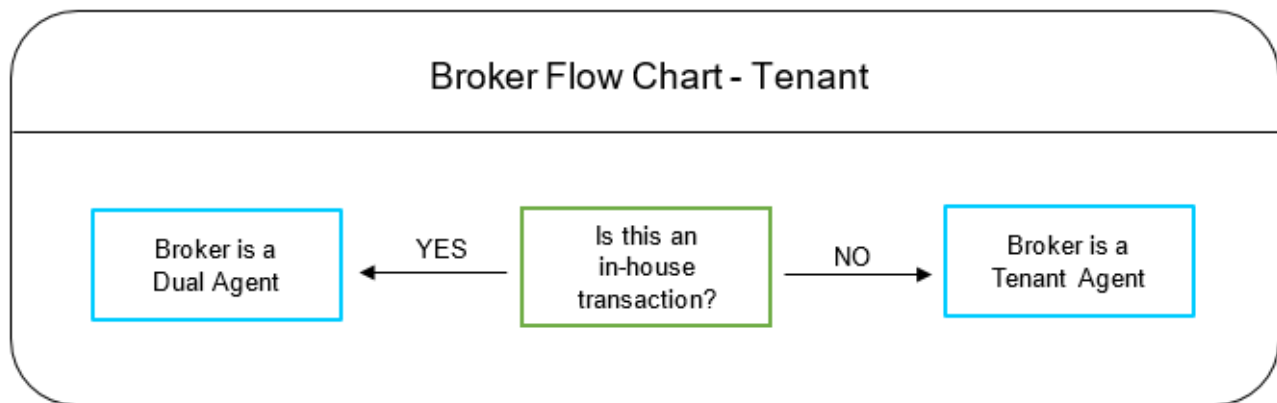 Broker Flow Chart - Tenant
Broker is a
Dual Agent
YES
Is this an
in-house
transaction?
NO
Broker is a
Tenant Agent